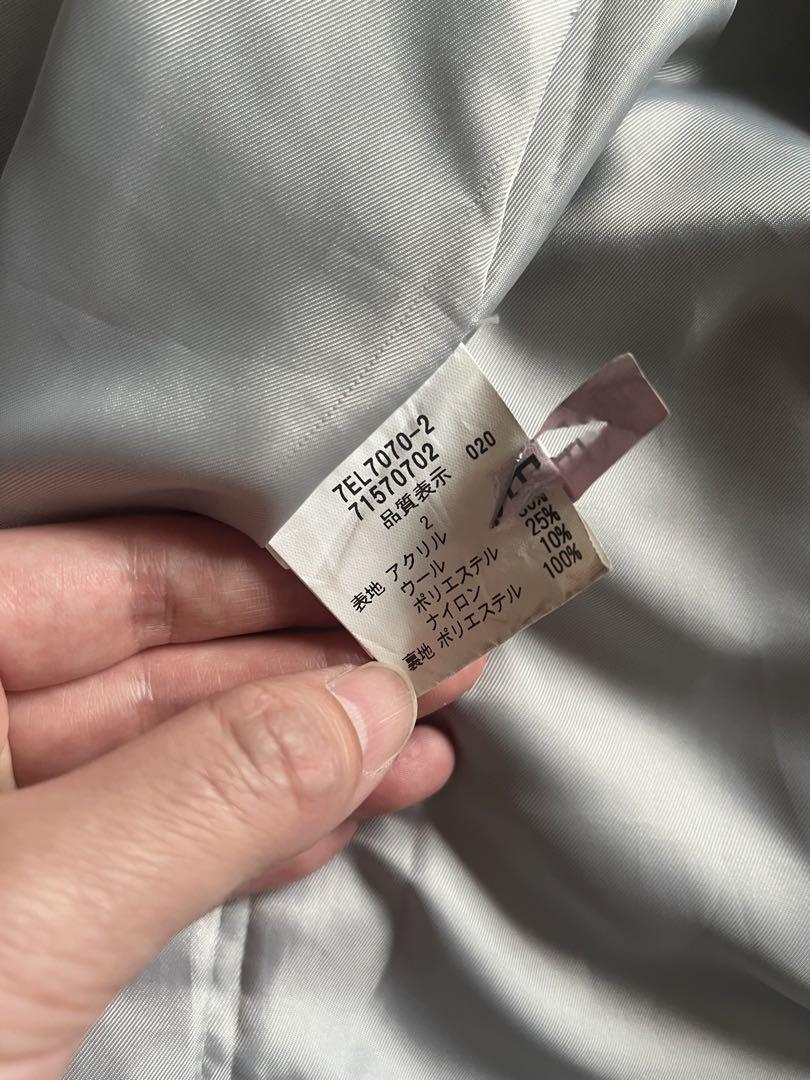 7EL7070-2
71570702
品質表示 020
2
表地 アクリル
ウール
ポリエステル 25%
ナイロン 10%
裏地 ポリエステル 100%